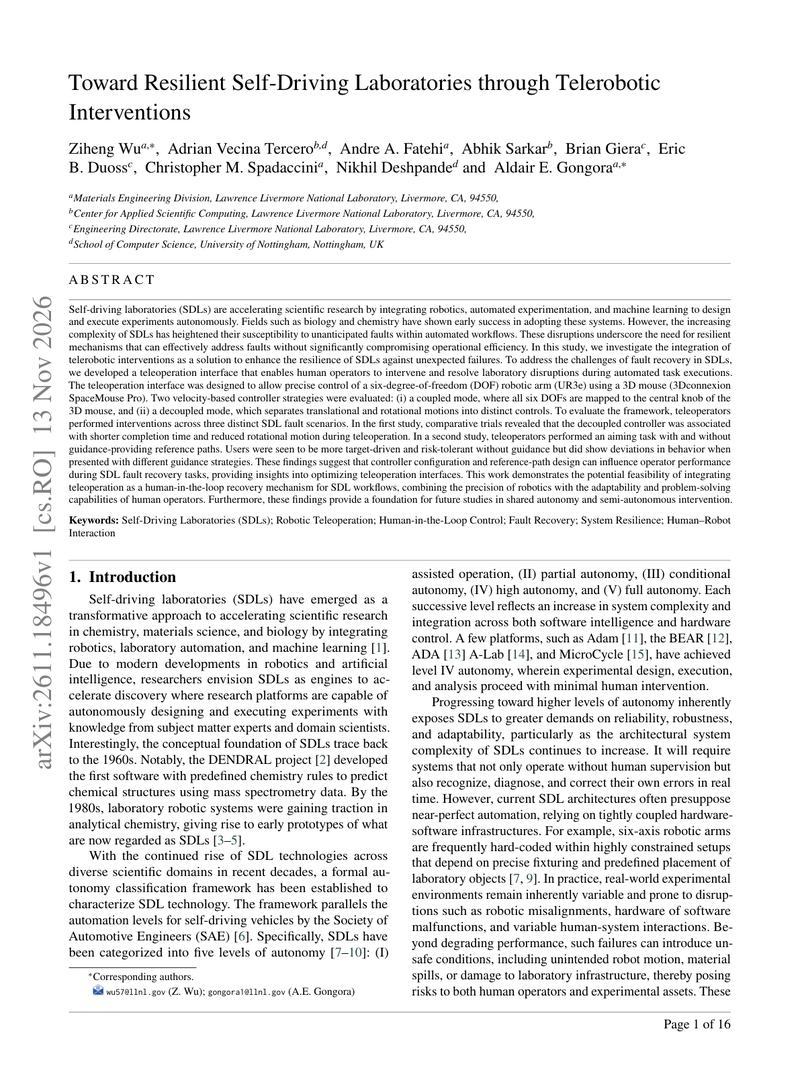 Toward Resilient Self-Driving Laboratories through Telerobotic
Interventions
Ziheng Wu^a,*, Adrian Vecina Tercero^b,d, Andre A. Fatehi^a, Abhik Sarkar^b, Brian Giera^c, Eric
B. Duoss^c, Christopher M. Spadaccini^a, Nikhil Deshpande^d and Aldair E. Gongora^a,*
^aMaterials Engineering Division, Lawrence Livermore National Laboratory, Livermore, CA, 94550,
^bCenter for Applied Scientific Computing, Lawrence Livermore National Laboratory, Livermore, CA, 94550,
^cEngineering Directorate, Lawrence Livermore National Laboratory, Livermore, CA, 94550,
^dSchool of Computer Science, University of Nottingham, Nottingham, UK
ABSTRACT
Self-driving laboratories (SDLs) are accelerating scientific research by integrating robotics, automated experimentation, and machine learning to design
and execute experiments autonomously. Fields such as biology and chemistry have shown early success in adopting these systems. However, the increasing
complexity of SDLs has heightened their susceptibility to unanticipated faults within automated workflows. These disruptions underscore the need for resilient
mechanisms that can effectively address faults without significantly compromising operational efficiency. In this study, we investigate the integration of
telerobotic interventions as a solution to enhance the resilience of SDLs against unexpected failures. To address the challenges of fault recovery in SDLs,
we developed a teleoperation interface that enables human operators to intervene and resolve laboratory disruptions during automated task executions.
The teleoperation interface was designed to allow precise control of a six-degree-of-freedom (DOF) robotic arm (UR3e) using a 3D mouse (3Dconnexion
SpaceMouse Pro). Two velocity-based controller strategies were evaluated: (i) a coupled mode, where all six DOFs are mapped to the central knob of the
3D mouse, and (ii) a decoupled mode, which separates translational and rotational motions into distinct controls. To evaluate the framework, teleoperators
performed interventions across three distinct SDL fault scenarios. In the first study, comparative trials revealed that the decoupled controller was associated
with shorter completion time and reduced rotational motion during teleoperation. In a second study, teleoperators performed an aiming task with and without
guidance-providing reference paths. Users were seen to be more target-driven and risk-tolerant without guidance but did show deviations in behavior when
presented with different guidance strategies. These findings suggest that controller configuration and reference-path design can influence operator performance
during SDL fault recovery tasks, providing insights into optimizing teleoperation interfaces. This work demonstrates the potential feasibility of integrating
teleoperation as a human-in-the-loop recovery mechanism for SDL workflows, combining the precision of robotics with the adaptability and problem-solving
capabilities of human operators. Furthermore, these findings provide a foundation for future studies in shared autonomy and semi-autonomous intervention.
Keywords: Self-Driving Laboratories (SDLs); Robotic Teleoperation; Human-in-the-Loop Control; Fault Recovery; System Resilience; Human–Robot
Interaction
1. Introduction
Self-driving laboratories (SDLs) have emerged as a
transformative approach to accelerating scientific research
in chemistry, materials science, and biology by integrating
robotics, laboratory automation, and machine learning [1].
Due to modern developments in robotics and artificial
intelligence, researchers envision SDLs as engines to ac-
celerate discovery where research platforms are capable of
autonomously designing and executing experiments with
knowledge from subject matter experts and domain scientists.
Interestingly, the conceptual foundation of SDLs trace back
to the 1960s. Notably, the DENDRAL project [2] developed
the first software with predefined chemistry rules to predict
chemical structures using mass spectrometry data. By the
1980s, laboratory robotic systems were gaining traction in
analytical chemistry, giving rise to early prototypes of what
are now regarded as SDLs [3–5].
With the continued rise of SDL technologies across
diverse scientific domains in recent decades, a formal au-
tonomy classification framework has been established to
characterize SDL technology. The framework parallels the
automation levels for self-driving vehicles by the Society of
Automotive Engineers (SAE) [6]. Specifically, SDLs have
been categorized into five levels of autonomy [7–10]: (I)
*Corresponding authors.
wu57@llnl.gov (Z. Wu); gongora1@llnl.gov (A.E. Gongora)
assisted operation, (II) partial autonomy, (III) conditional
autonomy, (IV) high autonomy, and (V) full autonomy. Each
successive level reflects an increase in system complexity and
integration across both software intelligence and hardware
control. A few platforms, such as Adam [11], the BEAR [12],
ADA [13] A-Lab [14], and MicroCycle [15], have achieved
level IV autonomy, wherein experimental design, execution,
and analysis proceed with minimal human intervention.
Progressing toward higher levels of autonomy inherently
exposes SDLs to greater demands on reliability, robustness,
and adaptability, particularly as the architectural system
complexity of SDLs continues to increase. It will require
systems that not only operate without human supervision but
also recognize, diagnose, and correct their own errors in real
time. However, current SDL architectures often presuppose
near-perfect automation, relying on tightly coupled hardware-
software infrastructures. For example, six-axis robotic arms
are frequently hard-coded within highly constrained setups
that depend on precise fixturing and predefined placement of
laboratory objects [7, 9]. In practice, real-world experimental
environments remain inherently variable and prone to disrup-
tions such as robotic misalignments, hardware of software
malfunctions, and variable human-system interactions. Be-
yond degrading performance, such failures can introduce un-
safe conditions, including unintended robot motion, material
spills, or damage to laboratory infrastructure, thereby posing
risks to both human operators and experimental assets. These
Page 1 of 16
arXiv:2611.18496v1 [cs.RO] 13 Nov 2026